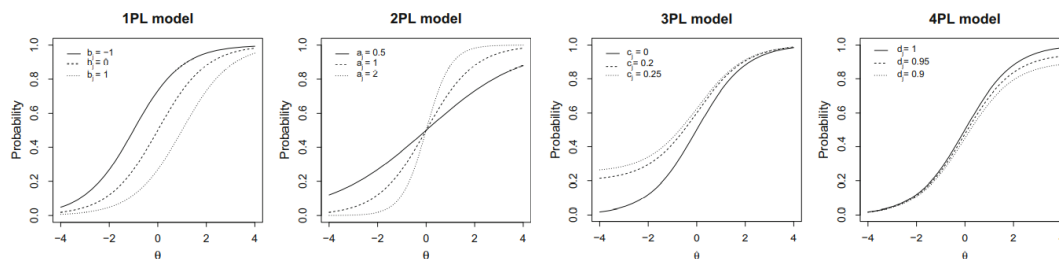 1PL model
2PL model
3PL model
4PL model
Probability
1.0
0.8
0.6
0.4
0.2
0.0
b_j = −1
b_j = 0
b_j = 1
−4 −2 0 2 4
θ
Probability
1.0
0.8
0.6
0.4
0.2
0.0
a_j = 0.5
a_j = 1
a_j = 2
−4 −2 0 2 4
θ
Probability
1.0
0.8
0.6
0.4
0.2
0.0
c_j = 0
c_j = 0.2
c_j = 0.25
−4 −2 0 2 4
θ
Probability
1.0
0.8
0.6
0.4
0.2
0.0
d_j = 1
d_j = 0.95
d_j = 0.9
−4 −2 0 2 4
θ